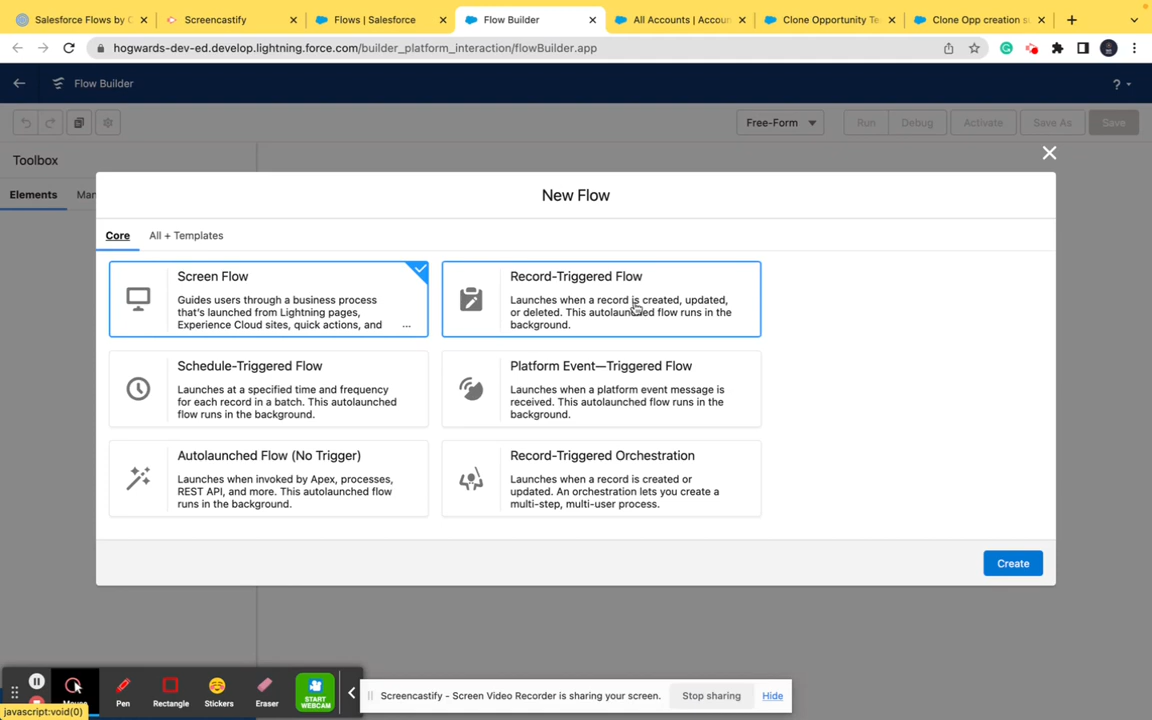 Salesforce Flows by C
Screencastify
Flows | Salesforce
Flow Builder
All Accounts | Accoun
Clone Opportunity Te
Clone Opp creation su
hogwards-dev-ed.develop.lightning.force.com/builder_platform_interaction/flowBuilder.app
Flow Builder
?
Free-Form
Run
Debug
Activate
Save As
Save
Toolbox
Elements
Man
New Flow
Core
All + Templates
Screen Flow
Guides users through a business process
that's launched from Lightning pages,
Experience Cloud sites, quick actions, and
...
Record-Triggered Flow
Launches when a record is created, updated,
or deleted. This autolaunched flow runs in the
background.
Schedule-Triggered Flow
Launches at a specified time and frequency
for each record in a batch. This autolaunched
flow runs in the background.
Platform Event—Triggered Flow
Launches when a platform event message is
received. This autolaunched flow runs in the
background.
Autolaunched Flow (No Trigger)
Launches when invoked by Apex, processes,
REST API, and more. This autolaunched flow
runs in the background.
Record-Triggered Orchestration
Launches when a record is created or
updated. An orchestration lets you create a
multi-step, multi-user process.
Create
Pen
Rectangle
Stickers
Eraser
START
WEBCAM
Screencastify - Screen Video Recorder is sharing your screen.
Stop sharing
Hide
javascript:void(0)